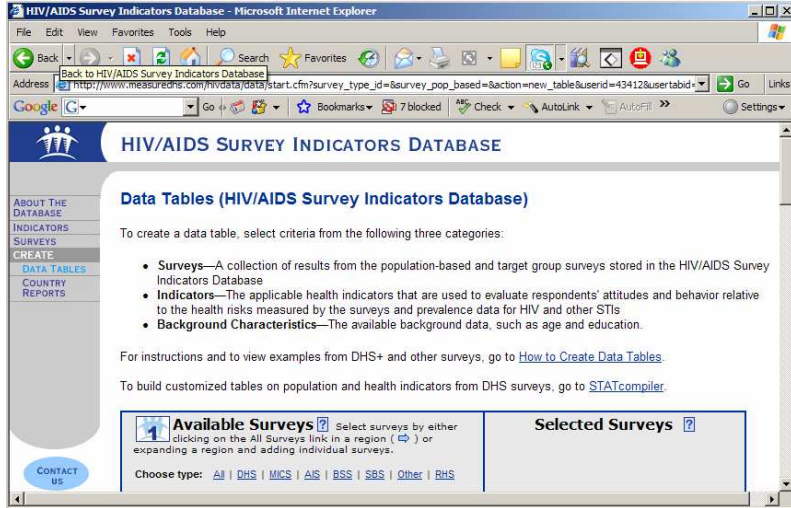 HIV/AIDS Survey Indicators Database - Microsoft Internet Explorer
File Edit View Favorites Tools Help
Back Search Favorites
Back to HIV/AIDS Survey Indicators Database
Address http://www.measuredhs.com/hivdata/data/start.cfm?survey_type_id=&survey_pop_based=&action=new_table&userid=43412&usertabid= Go Links
Google G Go Bookmarks 7 blocked ABC Check AutoLink AutoFill >> Settings
HIV/AIDS SURVEY INDICATORS DATABASE
ABOUT THE
DATABASE
INDICATORS
SURVEYS
CREATE
DATA TABLES
COUNTRY
REPORTS
CONTACT
US
Data Tables (HIV/AIDS Survey Indicators Database)
To create a data table, select criteria from the following three categories:
• Surveys—A collection of results from the population-based and target group surveys stored in the HIV/AIDS Survey
Indicators Database
• Indicators—The applicable health indicators that are used to evaluate respondents' attitudes and behavior relative
to the health risks measured by the surveys and prevalence data for HIV and other STIs
• Background Characteristics—The available background data, such as age and education.
For instructions and to view examples from DHS+ and other surveys, go to How to Create Data Tables.
To build customized tables on population and health indicators from DHS surveys, go to STATcompiler.
1 Available Surveys ? Select surveys by either
clicking on the All Surveys link in a region ( ⇨ ) or
expanding a region and adding individual surveys.
Choose type: All | DHS | MICS | AIS | BSS | SBS | Other | RHS
Selected Surveys ?